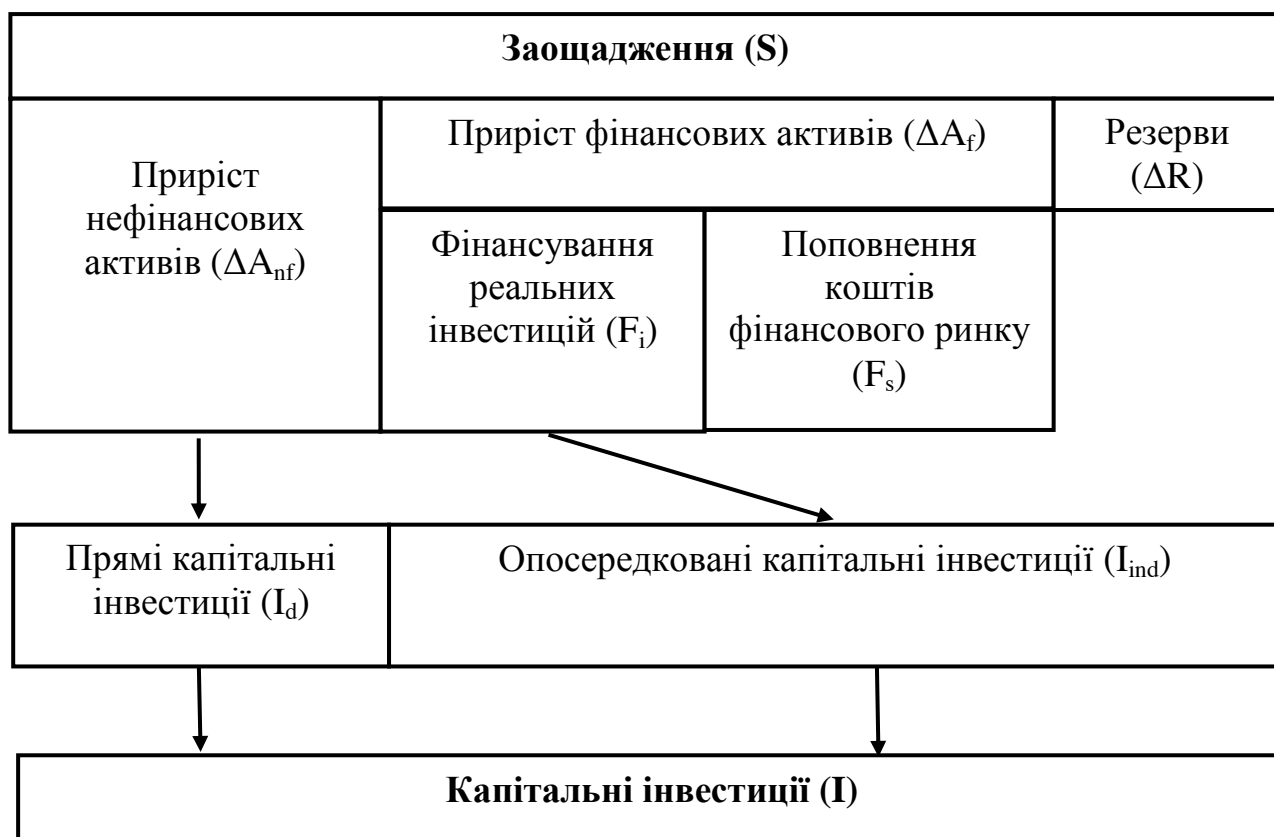 Заощадження (S)
Приріст
нефінансових
активів (ΔAnf)
Приріст фінансових активів (ΔAf)
Резерви
(ΔR)
Фінансування
реальних
інвестицій (Fi)
Поповнення
коштів
фінансового ринку
(Fs)
Прямі капітальні
інвестиції (Id)
Опосередковані капітальні інвестиції (Iind)
Капітальні інвестиції (I)